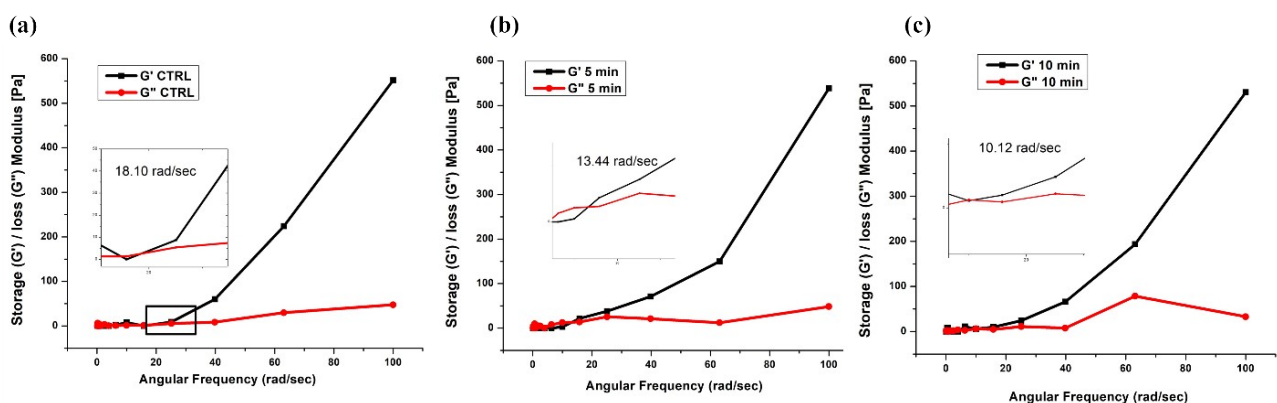 (a)
(b)
(c)
600
500
400
300
200
100
0
Storage (G') / loss (G") Modulus [Pa]
G' CTRL
G" CTRL
18.10 rad/sec
0 20 40 60 80 100
Angular Frequency (rad/sec)
600
500
400
300
200
100
0
Storage (G') / loss (G") Modulus [Pa]
G' 5 min
G" 5 min
13.44 rad/sec
0 20 40 60 80 100
Angular Frequency (rad/sec)
600
500
400
300
200
100
0
Storage (G') / loss (G") Modulus [Pa]
G' 10 min
G" 10 min
10.12 rad/sec
0 20 40 60 80 100
Angular Frequency (rad/sec)